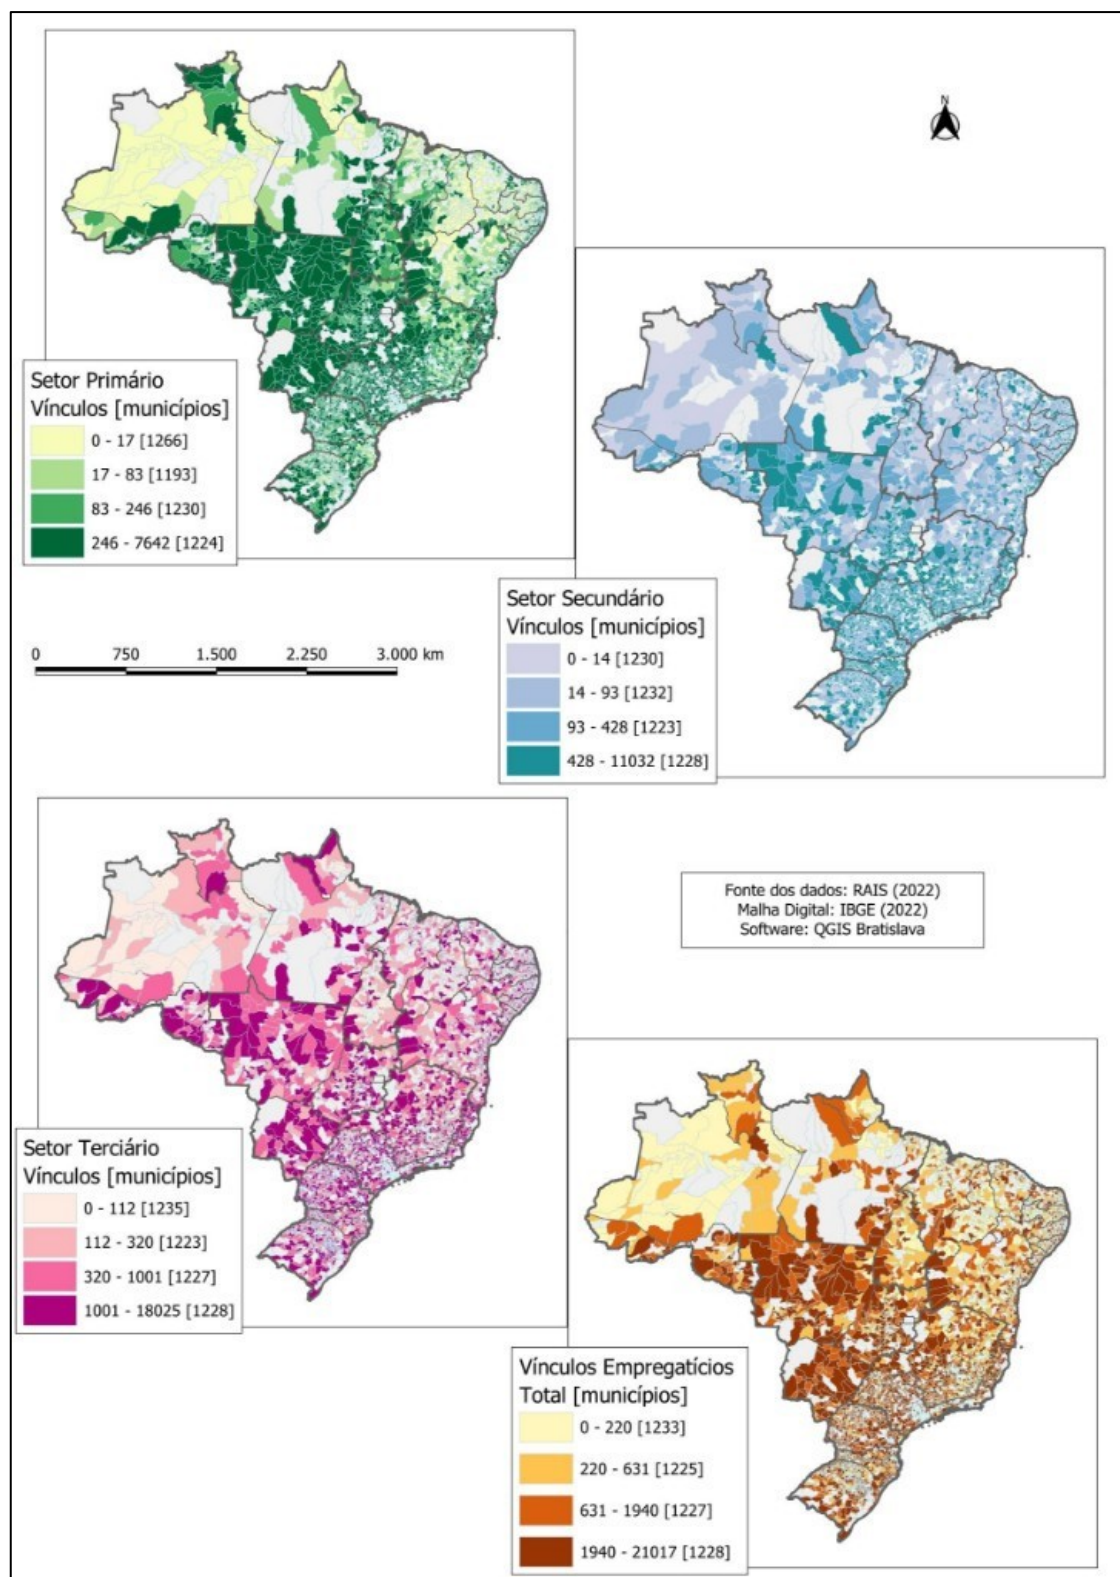 N
Setor Primário
Vínculos [municípios]
0 - 17 [1266]
17 - 83 [1193]
83 - 246 [1230]
246 - 7642 [1224]
Setor Secundário
Vínculos [municípios]
0 - 14 [1230]
14 - 93 [1232]
93 - 428 [1223]
428 - 11032 [1228]
0 750 1.500 2.250 3.000 km
Fonte dos dados: RAIS (2022)
Malha Digital: IBGE (2022)
Software: QGIS Bratislava
Setor Terciário
Vínculos [municípios]
0 - 112 [1235]
112 - 320 [1223]
320 - 1001 [1227]
1001 - 18025 [1228]
Vínculos Empregatícios
Total [municípios]
0 - 220 [1233]
220 - 631 [1225]
631 - 1940 [1227]
1940 - 21017 [1228]